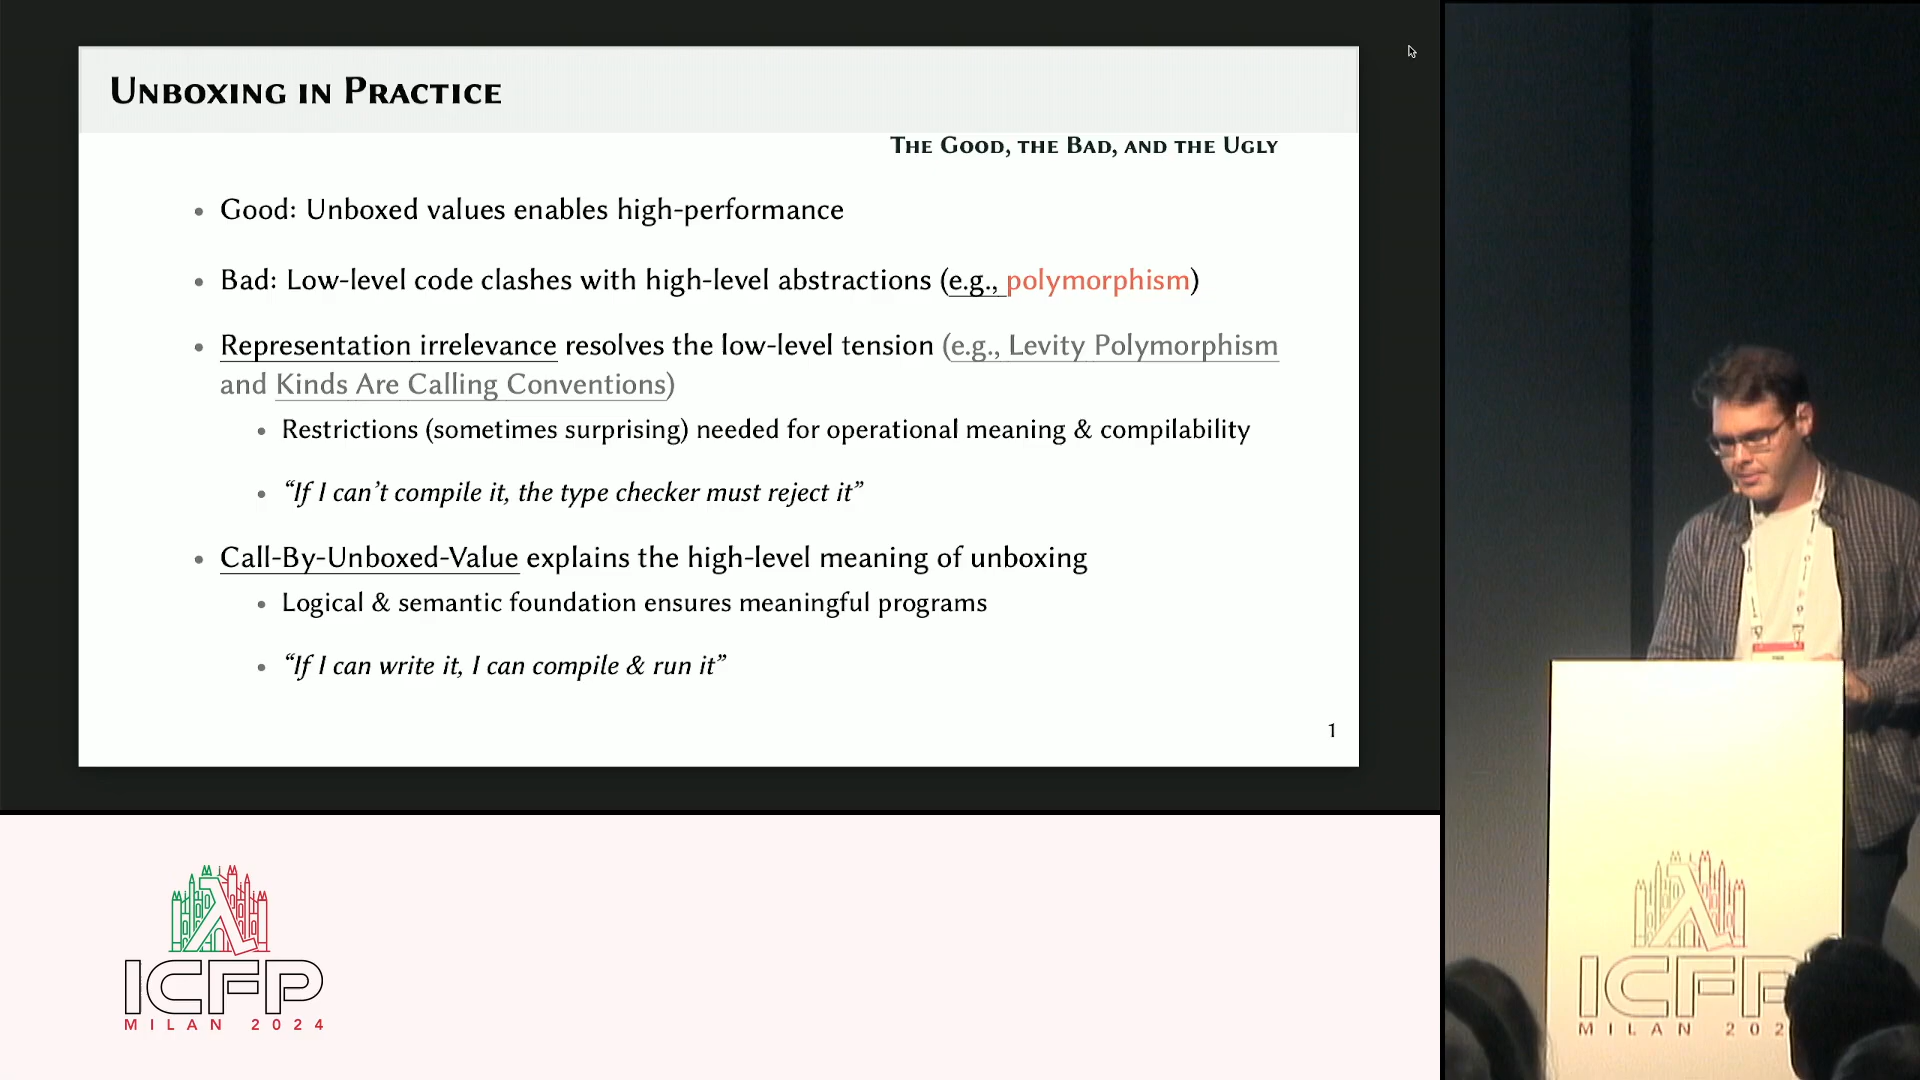 Unboxing in Practice
The Good, the Bad, and the Ugly
• Good: Unboxed values enables high-performance
• Bad: Low-level code clashes with high-level abstractions (e.g., polymorphism)
• Representation irrelevance resolves the low-level tension (e.g., Levity Polymorphism
and Kinds Are Calling Conventions)
• Restrictions (sometimes surprising) needed for operational meaning & compilability
• “If I can’t compile it, the type checker must reject it”
• Call-By-Unboxed-Value explains the high-level meaning of unboxing
• Logical & semantic foundation ensures meaningful programs
• “If I can write it, I can compile & run it”
1
ICFP
MILAN 2024
ICFP
MILAN 202